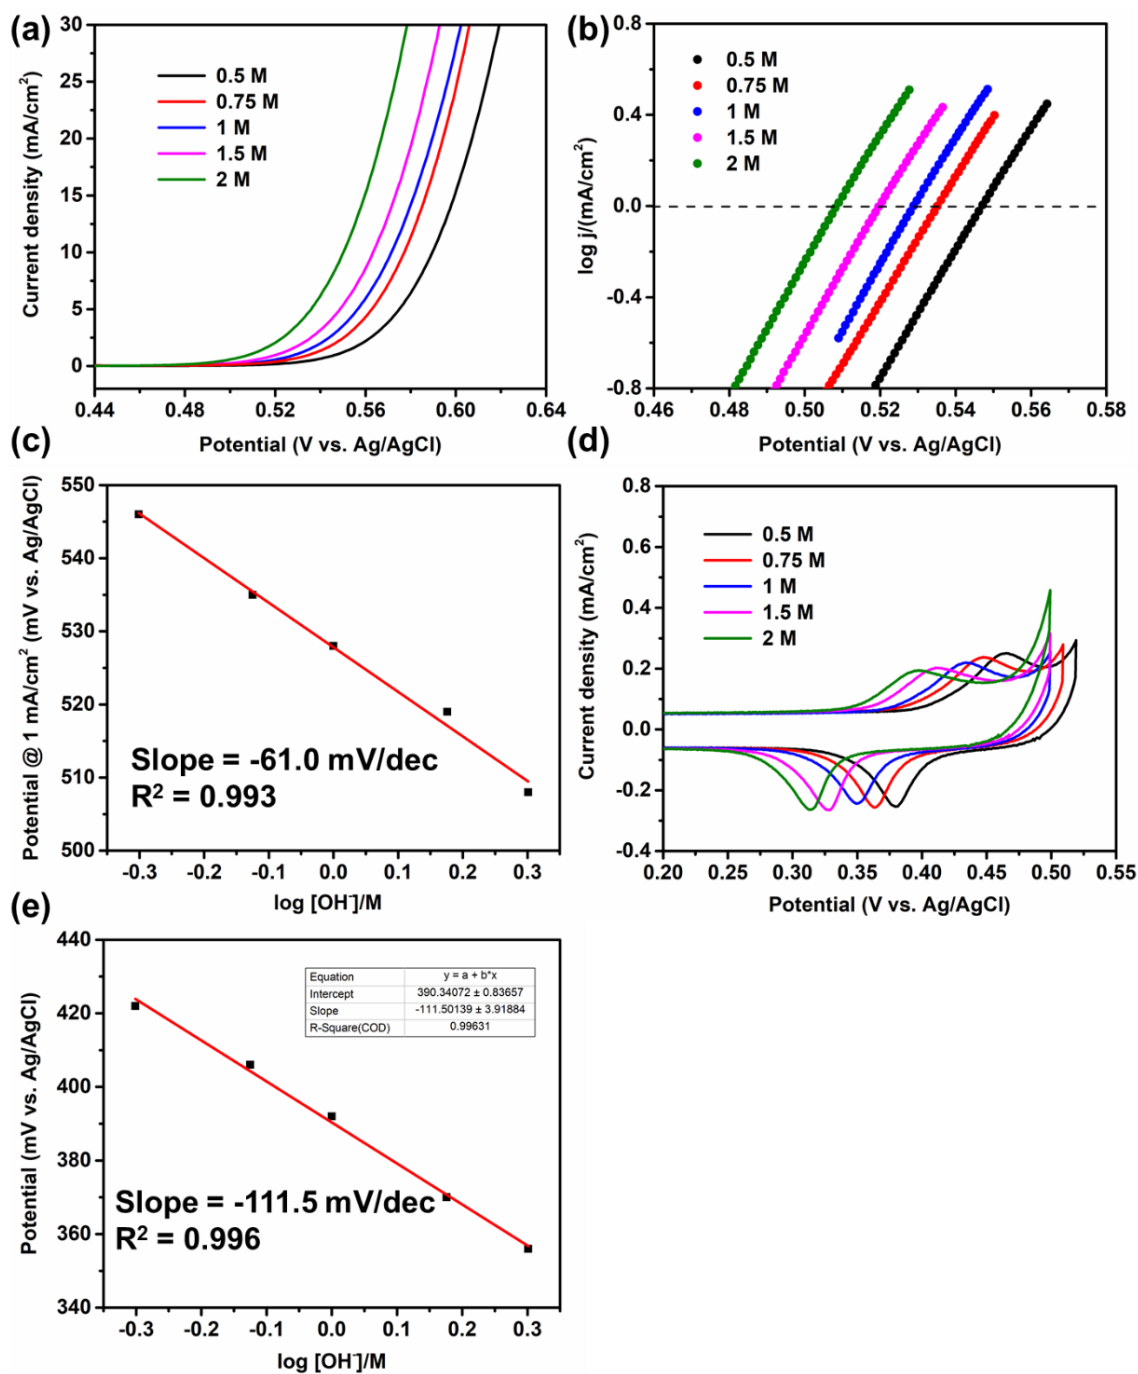 (a)
30
25
20
15
10
5
0
0.44 0.48 0.52 0.56 0.60 0.64
Current density (mA/cm²)
Potential (V vs. Ag/AgCl)
0.5 M
0.75 M
1 M
1.5 M
2 M
(b)
0.8
0.4
0.0
-0.4
-0.8
0.46 0.48 0.50 0.52 0.54 0.56 0.58
log j/(mA/cm²)
Potential (V vs. Ag/AgCl)
0.5 M
0.75 M
1 M
1.5 M
2 M
(c)
550
540
530
520
510
500
-0.3 -0.2 -0.1 0.0 0.1 0.2 0.3
Potential @ 1 mA/cm² (mV vs. Ag/AgCl)
log [OH⁻]/M
Slope = -61.0 mV/dec
R² = 0.993
(d)
0.8
0.6
0.4
0.2
0.0
-0.2
-0.4
0.20 0.25 0.30 0.35 0.40 0.45 0.50 0.55
Current density (mA/cm²)
Potential (V vs. Ag/AgCl)
0.5 M
0.75 M
1 M
1.5 M
2 M
(e)
440
420
400
380
360
340
-0.3 -0.2 -0.1 0.0 0.1 0.2 0.3
Potential (mV vs. Ag/AgCl)
log [OH⁻]/M
Equation y = a + b*x
Intercept 390.34072 ± 0.83657
Slope -111.50139 ± 3.91884
R-Square(COD) 0.99631
Slope = -111.5 mV/dec
R² = 0.996